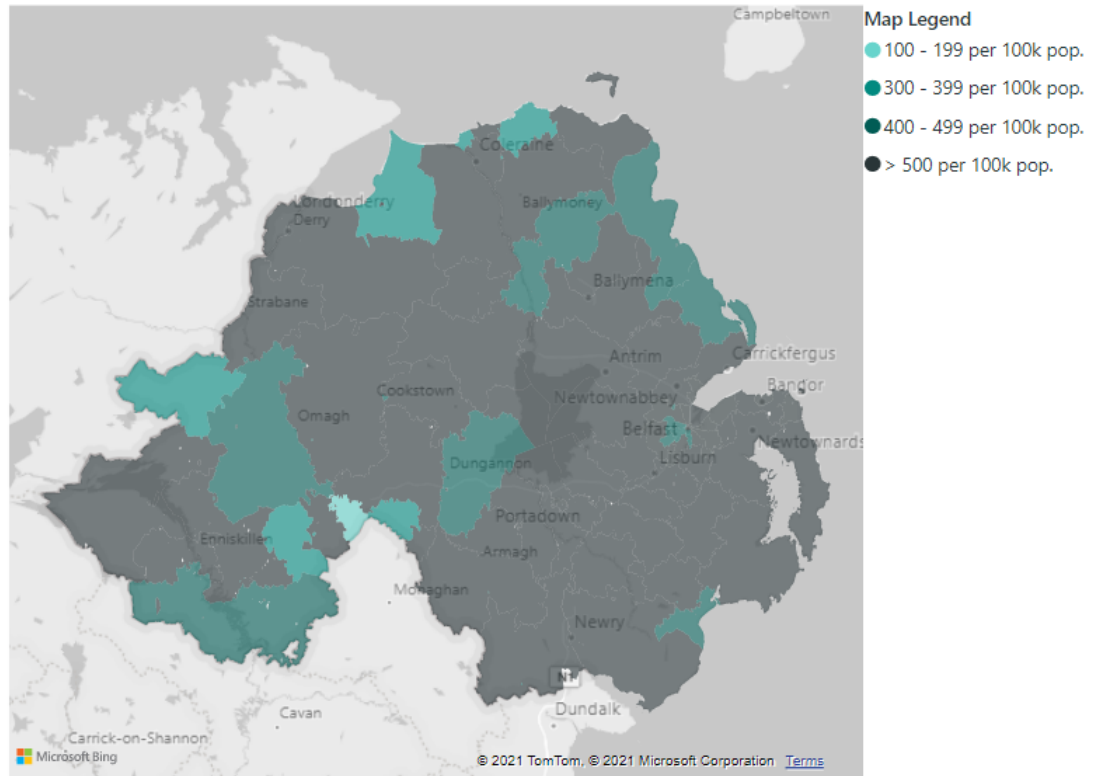 Campbeltown
Map Legend
100 - 199 per 100k pop.
300 - 399 per 100k pop.
400 - 499 per 100k pop.
> 500 per 100k pop.
Coleraine
Londonderry
Derry
Ballymoney
Ballymena
Strabane
Antrim
Carrickfergus
Cookstown
Newtownabbey
Bandor
Omagh
Belfast
Newtownards
Dungannon
Lisburn
Portadown
Enniskillen
Armagh
Monaghan
Newry
N1
Dundalk
Cavan
Carrick-on-Shannon
Microsoft Bing
© 2021 TomTom, © 2021 Microsoft Corporation Terms